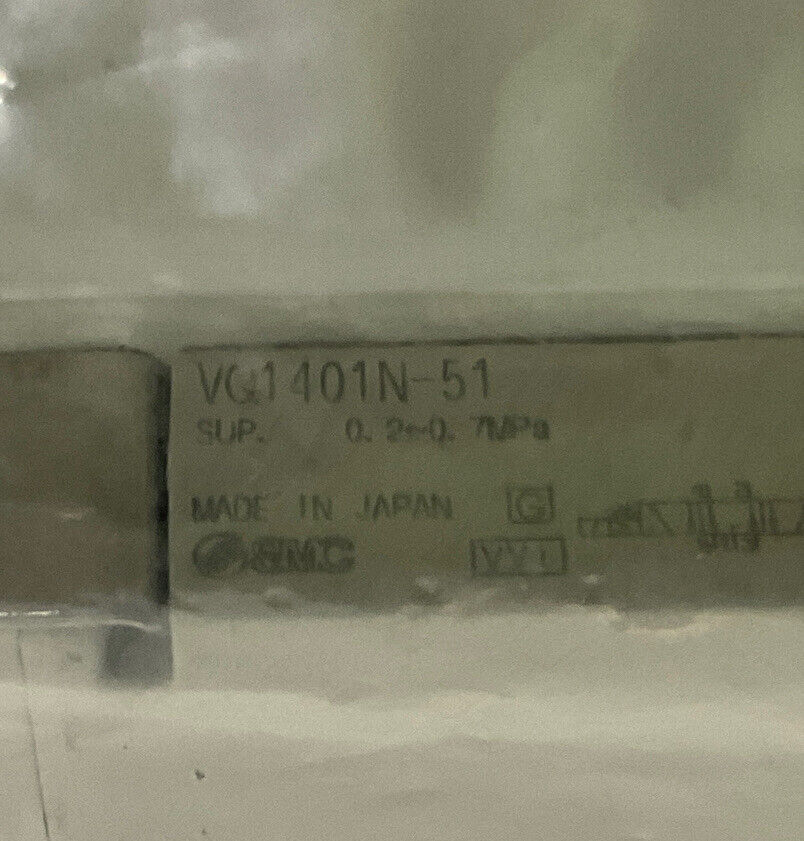 VQ1401N-51
SUP. 0.2~0.7MPa
MADE IN JAPAN G
SMC